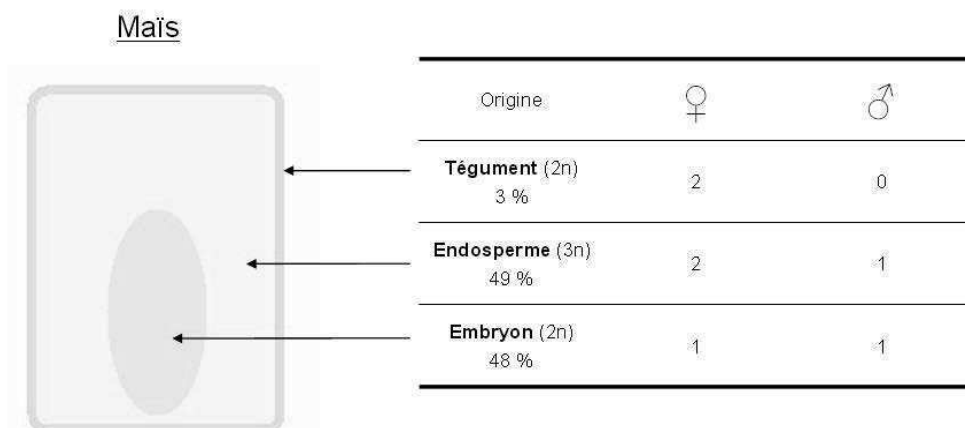 Maïs
Origine ♀ ♂
Tégument (2n)
3 %
2 0
Endosperme (3n)
49 %
2 1
Embryon (2n)
48 %
1 1